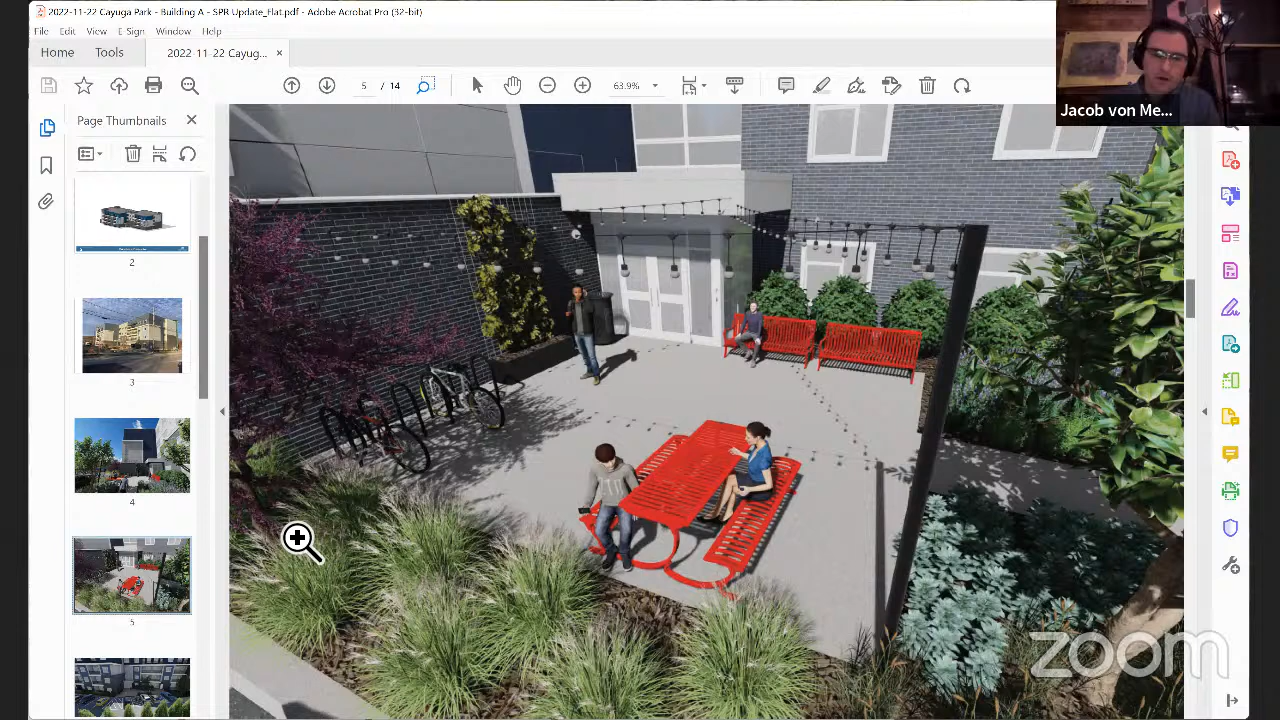 2022-11-22 Cayuga Park - Building A - SPR Update_Flat.pdf - Adobe Acrobat Pro (32-bit)
File Edit View E-Sign Window Help
Home Tools 2022-11-22 Cayug... ×
5 / 14 63.9%
Jacob von Me...
Page Thumbnails
2
3
4
5
zoom